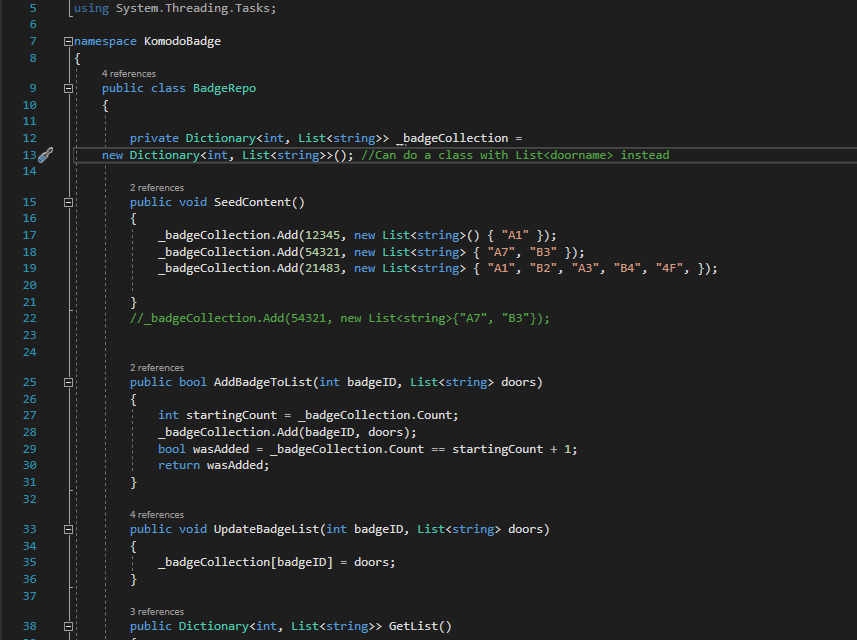 5 using System.Threading.Tasks;
6
7 namespace KomodoBadge
8 {
4 references
9 public class BadgeRepo
10 {
11
12 private Dictionary<int, List<string>> _badgeCollection =
13 new Dictionary<int, List<string>>(); //Can do a class with List<doorname> instead
14
2 references
15 public void SeedContent()
16 {
17 _badgeCollection.Add(12345, new List<string>() { "A1" });
18 _badgeCollection.Add(54321, new List<string> { "A7", "B3" });
19 _badgeCollection.Add(21483, new List<string> { "A1", "B2", "A3", "B4", "4F", });
20
21 }
22 //_badgeCollection.Add(54321, new List<string>{"A7", "B3"});
23
24
2 references
25 public bool AddBadgeToList(int badgeID, List<string> doors)
26 {
27 int startingCount = _badgeCollection.Count;
28 _badgeCollection.Add(badgeID, doors);
29 bool wasAdded = _badgeCollection.Count == startingCount + 1;
30 return wasAdded;
31 }
32
4 references
33 public void UpdateBadgeList(int badgeID, List<string> doors)
34 {
35 _badgeCollection[badgeID] = doors;
36 }
37
3 references
38 public Dictionary<int, List<string>> GetList()
{